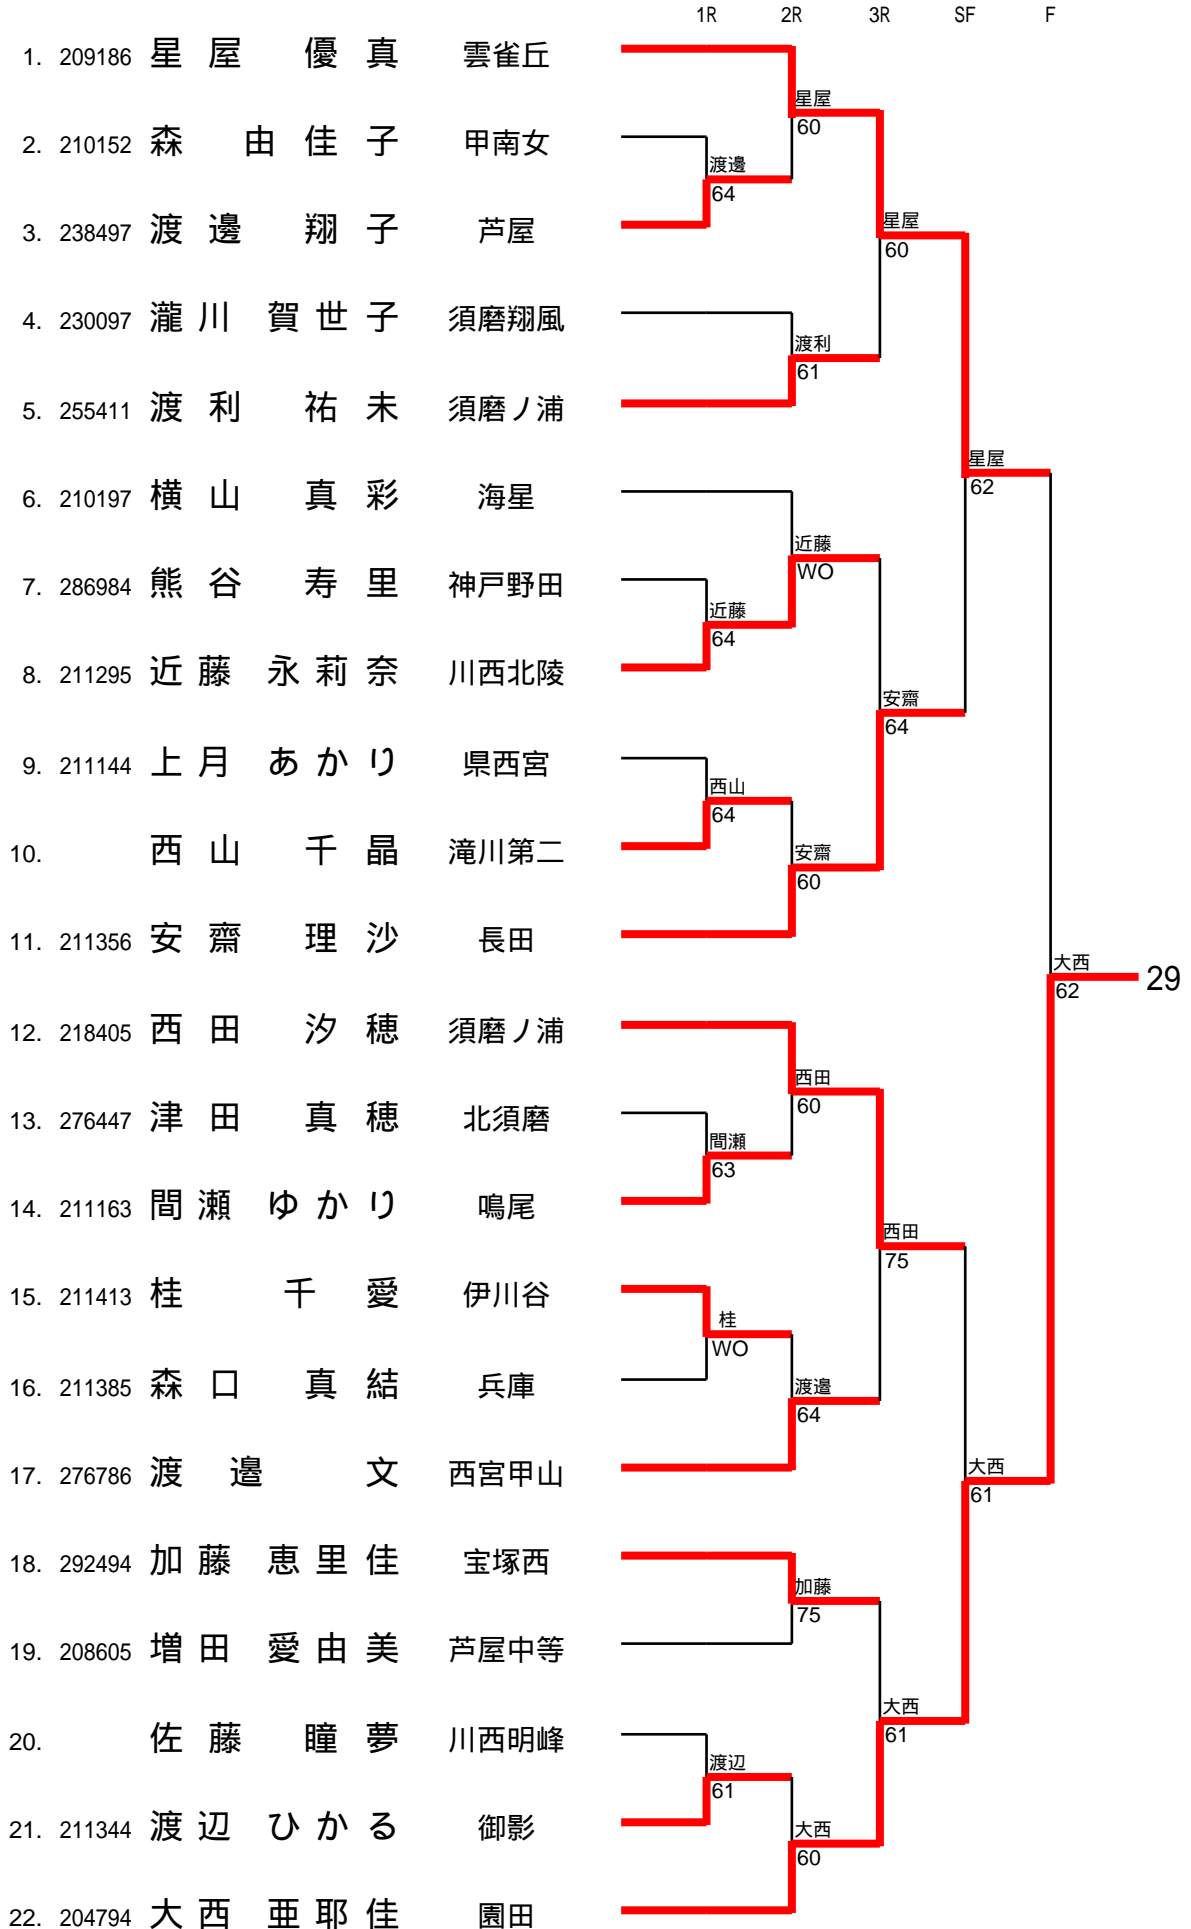 1R 2R 3R SF F
1. 209186 星屋 優真 雲雀丘
星屋
60
2. 210152 森 由佳子 甲南女
渡邊
64
3. 238497 渡邊 翔子 芦屋
星屋
60
4. 230097 瀧川 賀世子 須磨翔風
渡利
61
5. 255411 渡利 祐未 須磨ノ浦
星屋
62
6. 210197 横山 真彩 海星
近藤
WO
7. 286984 熊谷 寿里 神戸野田
近藤
64
8. 211295 近藤 永莉奈 川西北陵
安齋
64
9. 211144 上月 あかり 県西宮
西山
64
10. 西山 千晶 滝川第二
安齋
60
11. 211356 安齋 理沙 長田
大西
62
29
12. 218405 西田 汐穂 須磨ノ浦
西田
60
13. 276447 津田 真穂 北須磨
間瀬
63
14. 211163 間瀬 ゆかり 鳴尾
西田
75
15. 211413 桂 千愛 伊川谷
桂
WO
16. 211385 森口 真結 兵庫
渡邉
64
17. 276786 渡邉 文 西宮甲山
大西
61
18. 292494 加藤 恵里佳 宝塚西
加藤
75
19. 208605 増田 愛由美 芦屋中等
大西
61
20. 佐藤 瞳夢 川西明峰
渡辺
61
21. 211344 渡辺 ひかる 御影
大西
60
22. 204794 大西 亜耶佳 園田